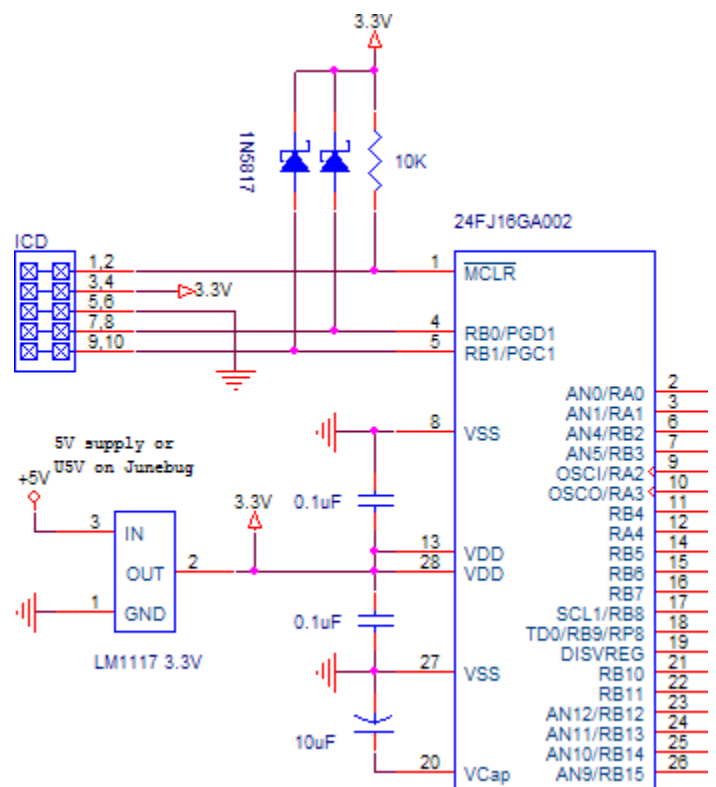 3.3V
1N5817
10K
24FJ16GA002
ICD
1,2
3,4
5,6
7,8
9,10
3.3V
1
MCLR
4
RB0/PGD1
5
RB1/PGC1
2
AN0/RA0
3
AN1/RA1
6
AN4/RB2
7
AN5/RB3
9
OSCI/RA2
10
OSCO/RA3
11
RB4
12
RA4
14
RB5
15
RB6
16
RB7
17
SCL1/RB8
18
TD0/RB9/RP8
19
DISVREG
21
RB10
22
RB11
23
AN12/RB12
24
AN11/RB13
25
AN10/RB14
26
AN9/RB15
8
VSS
0.1uF
13
VDD
28
VDD
0.1uF
27
VSS
10uF
20
VCap
5V supply or
U5V on Junebug
+5V
3.3V
3
IN
OUT
2
1
GND
LM1117 3.3V